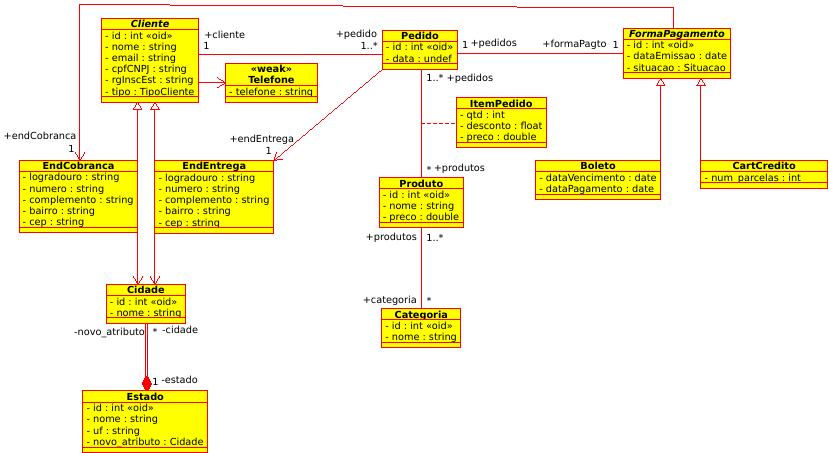 Cliente
- id : int «oid»
- nome : string
- email : string
- cpfCNPJ : string
- rgInscEst : string
- tipo : TipoCliente
+cliente
1
+pedido
1..*
Pedido
- id : int «oid»
- data : undef
1 +pedidos
+formaPagto 1
FormaPagamento
- id : int «oid»
- dataEmissao : date
- situacao : Situacao
«weak»
Telefone
- telefone : string
1..* +pedidos
ItemPedido
- qtd : int
- desconto : float
- preco : double
+endCobranca
1
+endEntrega
1
EndCobranca
- logradouro : string
- numero : string
- complemento : string
- bairro : string
- cep : string
EndEntrega
- logradouro : string
- numero : string
- complemento : string
- bairro : string
- cep : string
* +produtos
Produto
- id : int «oid»
- nome : string
- preco : double
Boleto
- dataVencimento : date
- dataPagamento : date
CartCredito
- num_parcelas : int
+produtos 1..*
+categoria *
Categoria
- id : int «oid»
- nome : string
Cidade
- id : int «oid»
- nome : string
-novo_atributo * -cidade
1 -estado
Estado
- id : int «oid»
- nome : string
- uf : string
- novo_atributo : Cidade